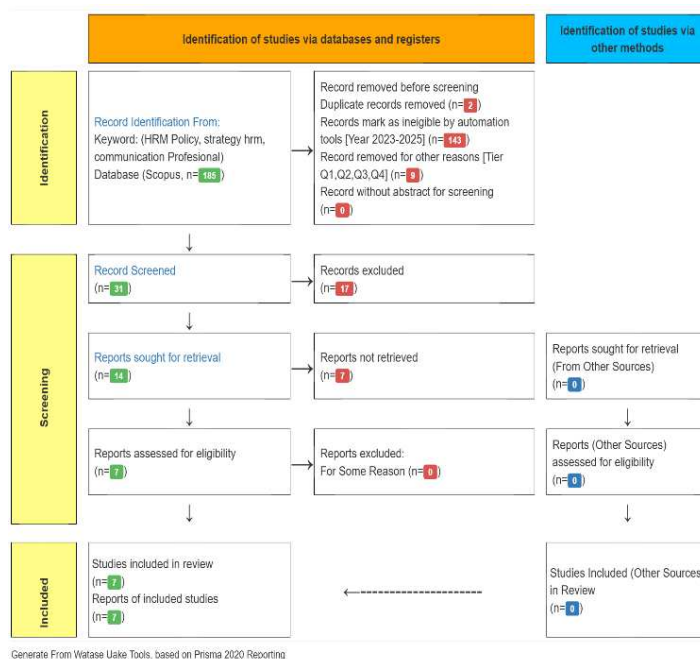 Identification of studies via databases and registers
Identification of studies via
other methods
Identification
Record Identification From:
Keyword: (HRM Policy, strategy hrm,
communication Profesional)
Database (Scopus, n=185)
Record removed before screening
Duplicate records removed (n=2)
Records mark as ineigible by automation
tools [Year 2023-2025] (n=143)
Record removed for other reasons [Tier
Q1,Q2,Q3,Q4] (n=9)
Record without abstract for screening
(n=0)
Screening
Record Screened
(n=31)
Records excluded
(n=17)
Reports sought for retrieval
(n=14)
Reports not retrieved
(n=7)
Reports sought for retrieval
(From Other Sources)
(n=0)
Reports assessed for eligibility
(n=7)
Reports excluded:
For Some Reason (n=0)
Reports (Other Sources)
assessed for eligibility
(n=0)
Included
Studies included in review
(n=7)
Reports of included studies
(n=7)
Studies Included (Other Sources)
in Review
(n=0)
Generate From Watase Uake Tools, based on Prisma 2020 Reporting